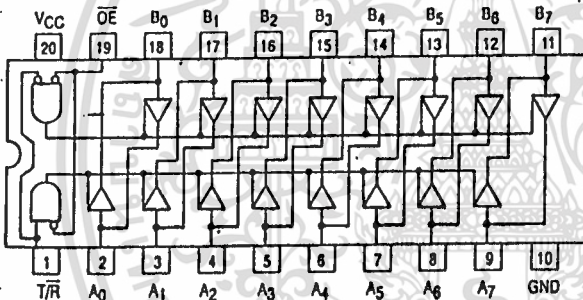 VCC OE B0 B1 B2 B3 B4 B5 B6 B7
20 19 18 17 16 15 14 13 12 11
1 2 3 4 5 6 7 8 9 10
T/R A0 A1 A2 A3 A4 A5 A6 A7 GND